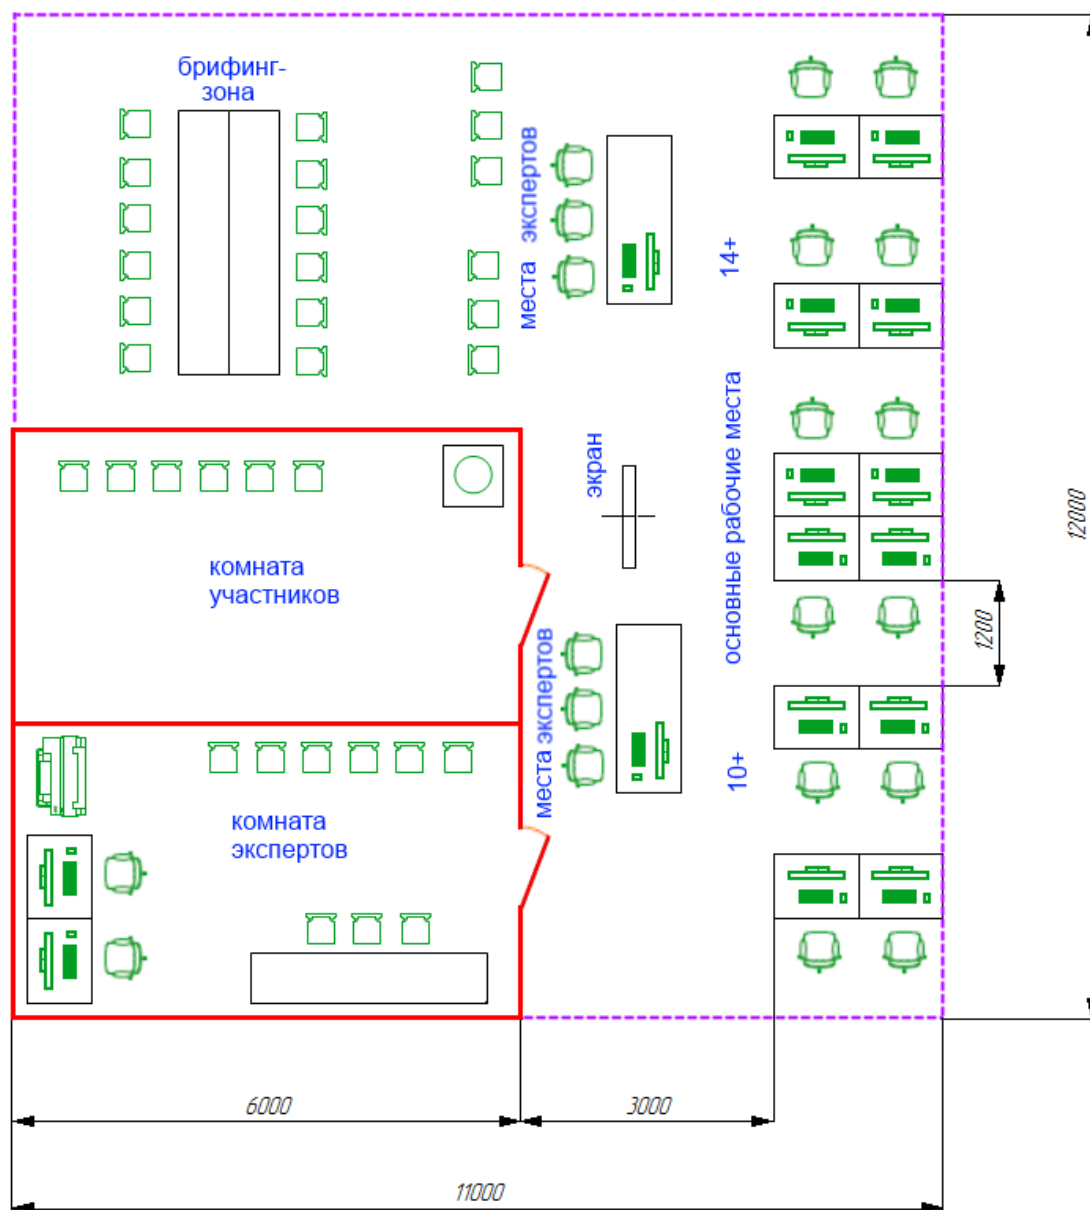 брифинг-
зона
места экспертов
14+
экран
основные рабочие места
12000
комната
участников
1200
места экспертов
10+
комната
экспертов
6000
3000
11000